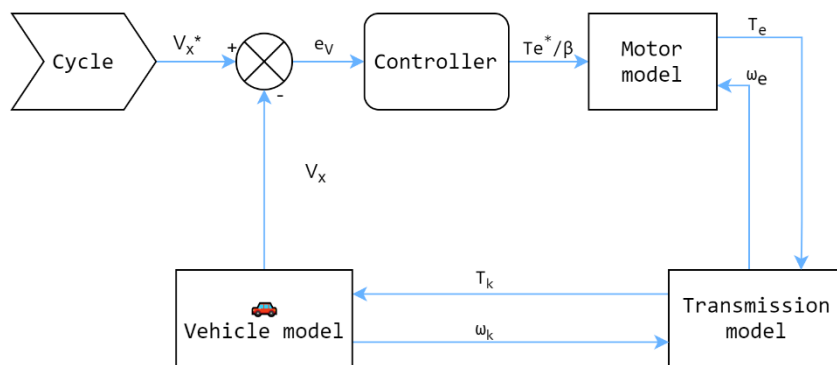 Cycle
Vₓ*
+
-
eᵥ
Controller
Te*/β
Motor
model
Tₑ
ωe
Vₓ
Vehicle model
Tₖ
ωₖ
Transmission
model